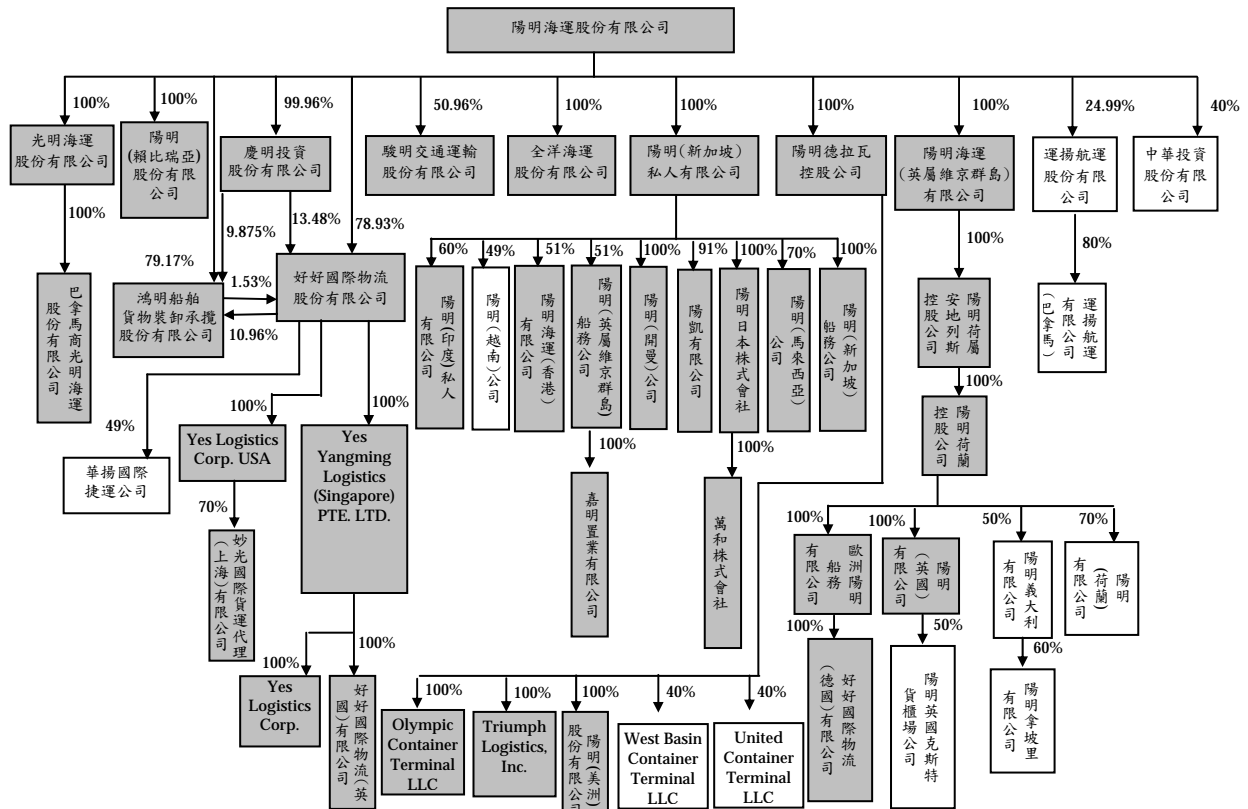 陽明海運股份有限公司
100%
100%
99.96%
50.96%
100%
100%
100%
100%
24.99%
40%
光明海運
股份有限公司
陽明
(賴比瑞亞)
股份有限
公司
慶明投資
股份有限公司
駿明交通運輸
股份有限公司
全洋海運
股份有限公司
陽明(新加坡)
私人有限公司
陽明德拉瓦
控股公司
陽明海運
(英屬維京群島)
有限公司
運揚航運
股份有限
公司
中華投資
股份有限
公司
100%
79.17%
9.875%
13.48%
78.93%
1.53%
10.96%
巴拿馬商光明海運
股份有限公司
鴻明船舶
貨物裝卸承攬
股份有限公司
好好國際物流
股份有限公司
60%
49%
51%
51%
100%
91%
100%
70%
100%
陽明(印度)私人
有限公司
陽明(越南)公司
陽明海運(香港)
有限公司
陽明(英屬維京群島)
船務公司
陽明(開曼)公司
陽凱有限公司
陽明日本株式會社
陽明(馬來西亞)
公司
陽明(新加坡)
船務公司
100%
陽明荷屬
安地列斯
控股公司
80%
運揚航運
有限公司
(巴拿馬)
100%
陽明荷蘭
控股公司
49%
100%
100%
華揚國際
捷運公司
Yes Logistics
Corp. USA
Yes
Yangming
Logistics
(Singapore)
PTE. LTD.
70%
妙光國際貨運代理
(上海)有限公司
100%
嘉明置業有限公司
100%
萬和株式會社
100%
100%
50%
70%
歐洲陽明
船務
有限公司
陽明
(英國)
有限公司
陽明義大利
有限公司
陽明
(荷蘭)
有限公司
100%
50%
60%
好好國際物流
(德國)有限公司
陽明英國克斯特
貨櫃場公司
陽明拿坡里
有限公司
100%
100%
Yes
Logistics
Corp.
好好國際物流(英
國)有限公司
100%
100%
100%
40%
40%
Olympic
Container
Terminal
LLC
Triumph
Logistics,
Inc.
陽明(美洲)
股份有限公司
West Basin
Container
Terminal
LLC
United
Container
Terminal
LLC